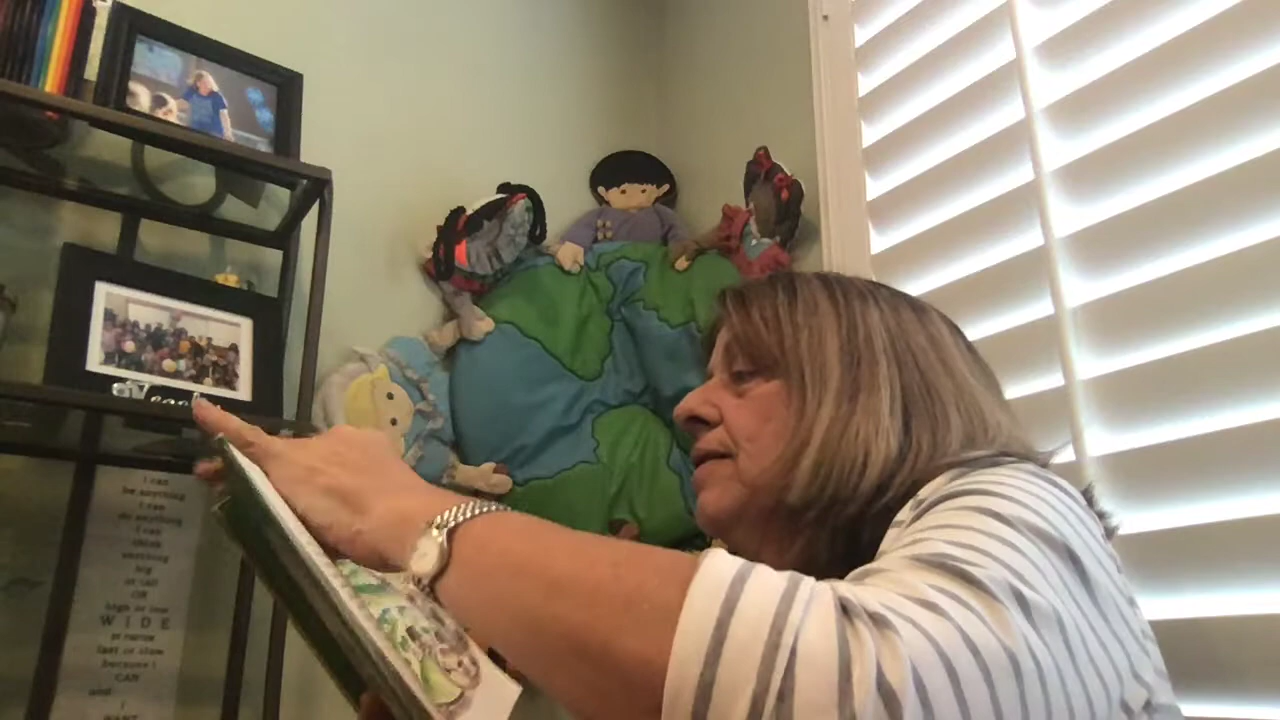 I can
be anything
I can
do anything
I can
think
anything
big
or tall
OR
high or low
WIDE
or narrow
fast or slow
because I
CAN
and
I
WANT